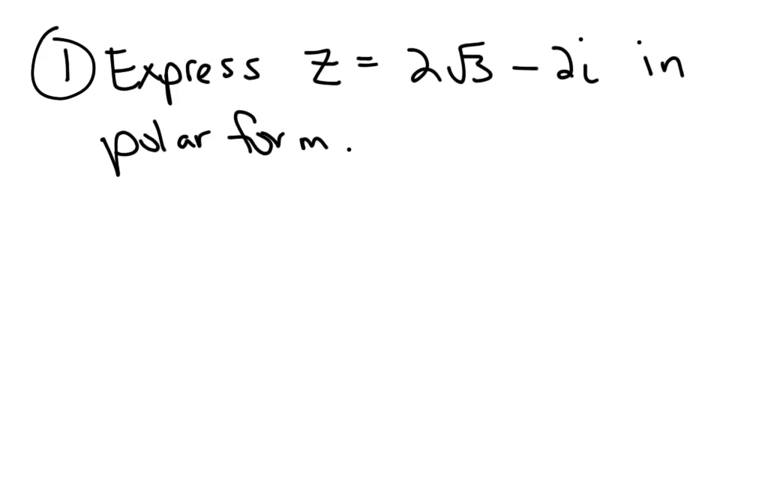 ① Express z = 2√3 - 2i in
polar form.